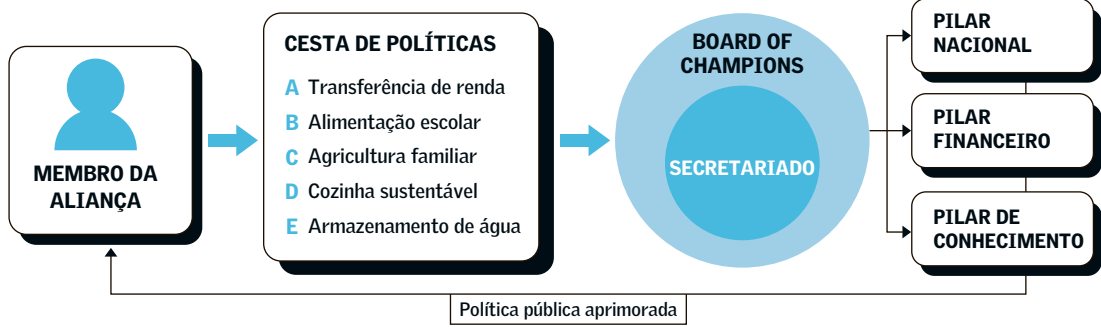 MEMBRO DA
ALIANÇA
CESTA DE POLÍTICAS
A Transferência de renda
B Alimentação escolar
C Agricultura familiar
D Cozinha sustentável
E Armazenamento de água
BOARD OF
CHAMPIONS
SECRETARIADO
PILAR
NACIONAL
PILAR
FINANCEIRO
PILAR DE
CONHECIMENTO
Política pública aprimorada